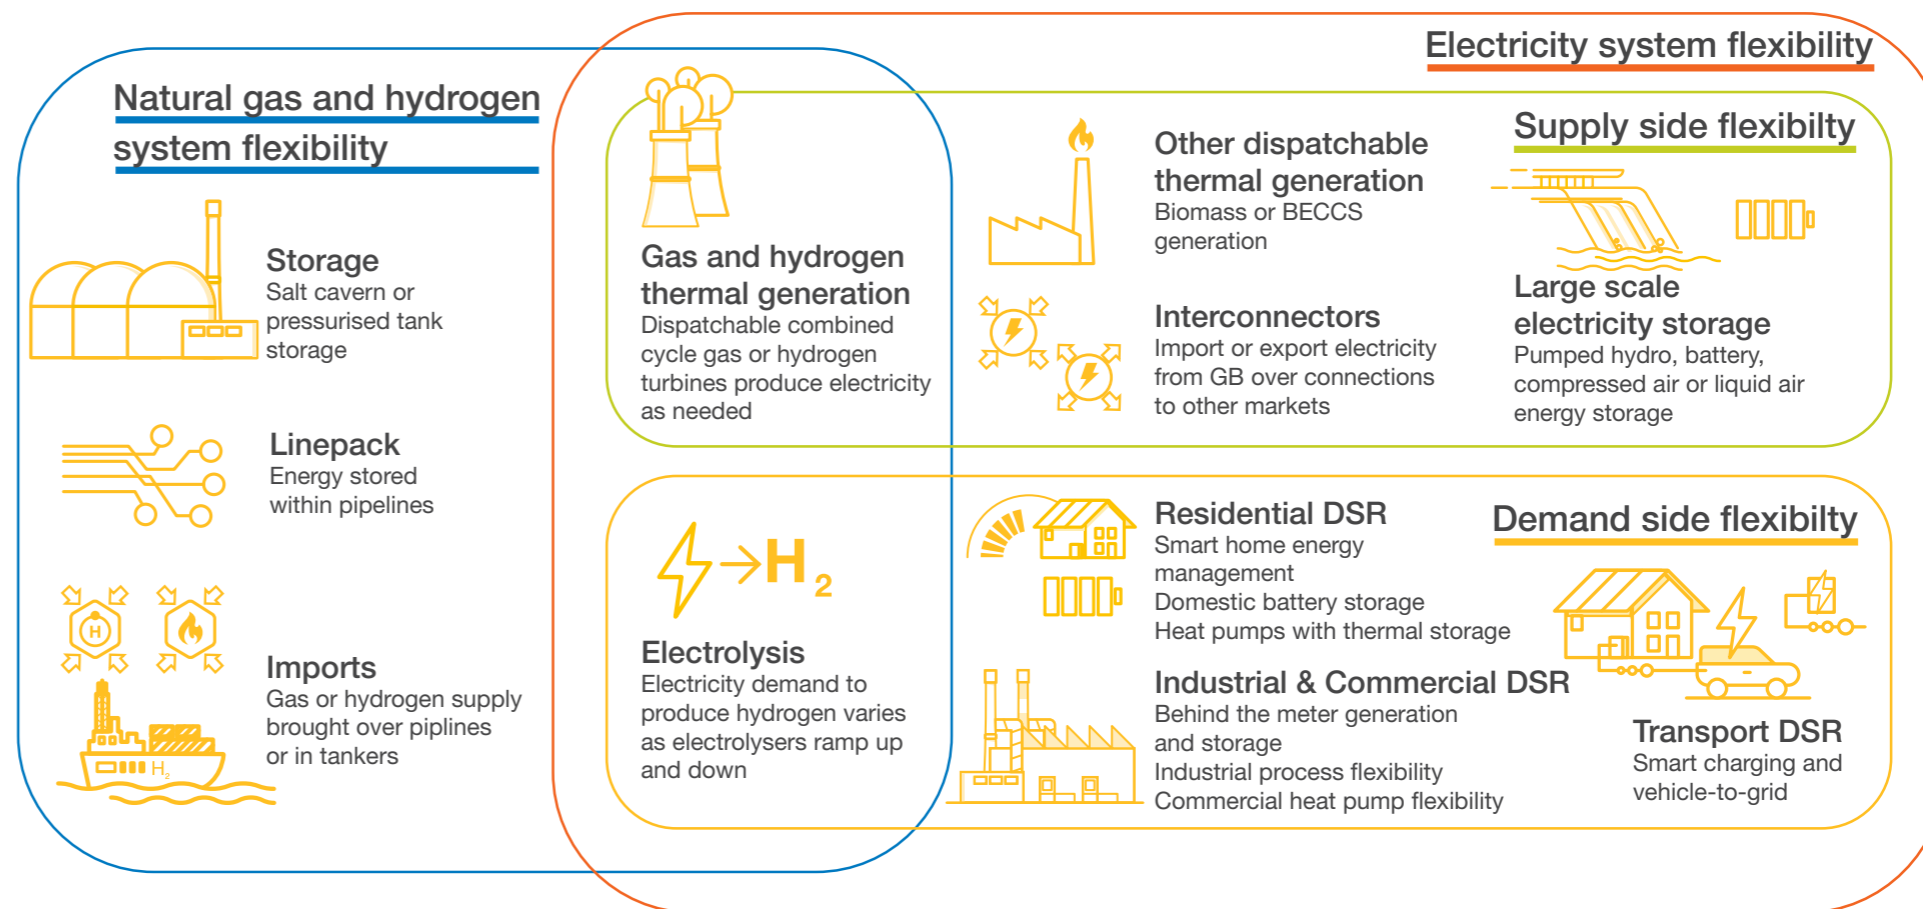 Natural gas and hydrogen
system flexibility
Storage
Salt cavern or
pressurised tank
storage
Linepack
Energy stored
within pipelines
H
Imports
Gas or hydrogen supply
brought over piplines
or in tankers
H2
Electricity system flexibility
Supply side flexibilty
Gas and hydrogen
thermal generation
Dispatchable combined
cycle gas or hydrogen
turbines produce electricity
as needed
Other dispatchable
thermal generation
Biomass or BECCS
generation
Interconnectors
Import or export electricity
from GB over connections
to other markets
Large scale
electricity storage
Pumped hydro, battery,
compressed air or liquid air
energy storage
Demand side flexibilty
H2
Electrolysis
Electricity demand to
produce hydrogen varies
as electrolysers ramp up
and down
Residential DSR
Smart home energy
management
Domestic battery storage
Heat pumps with thermal storage
Industrial & Commercial DSR
Behind the meter generation
and storage
Industrial process flexibility
Commercial heat pump flexibility
Transport DSR
Smart charging and
vehicle-to-grid